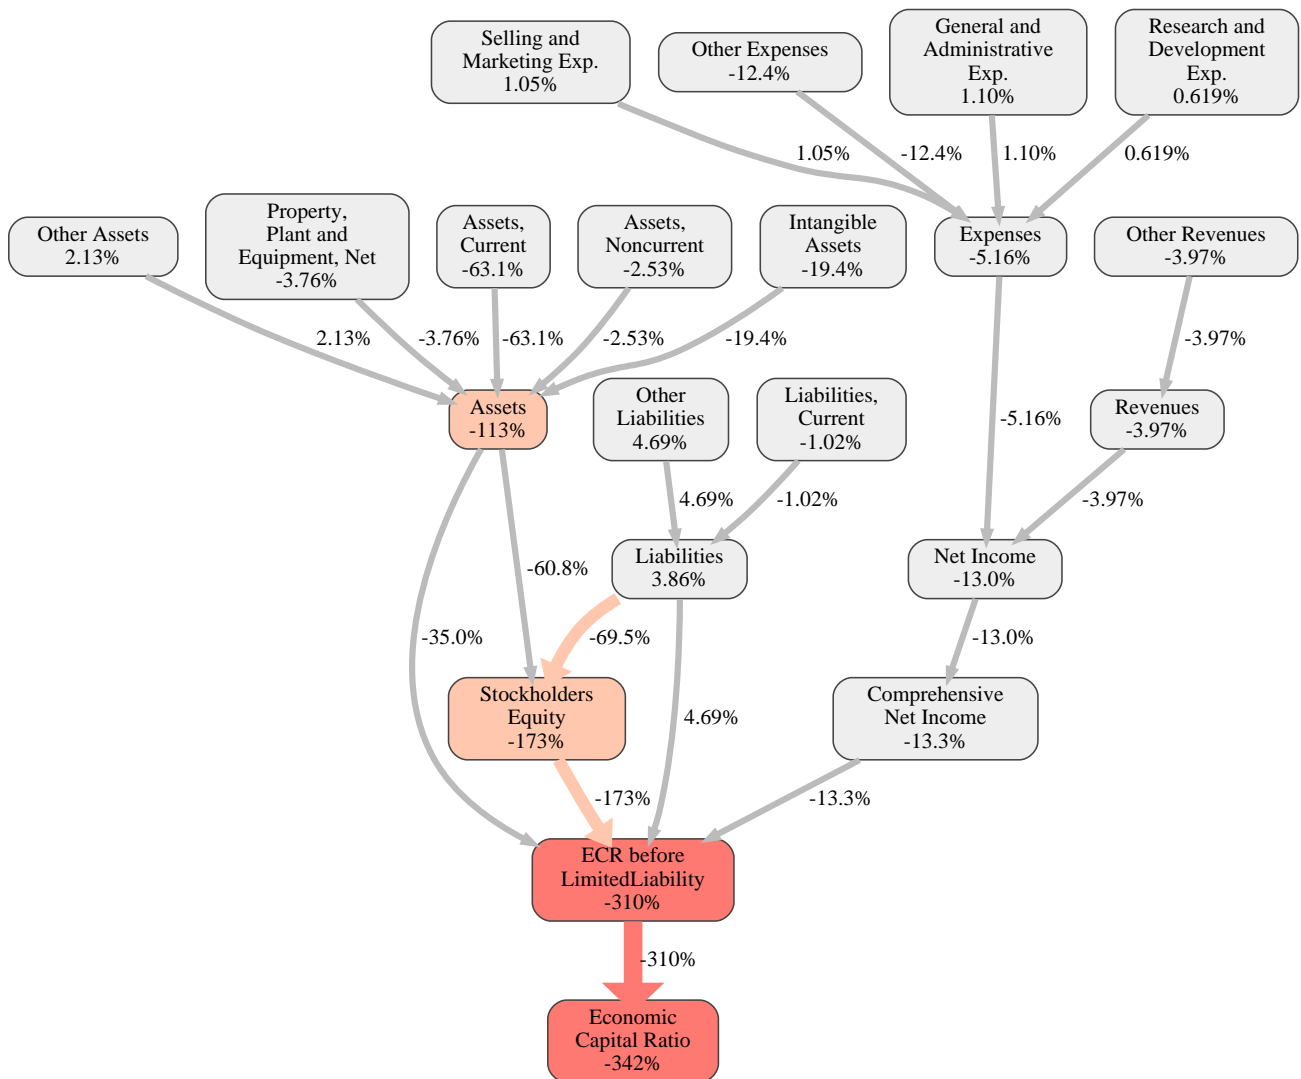 Selling and
Marketing Exp.
1.05%
Other Expenses
-12.4%
General and
Administrative
Exp.
1.10%
Research and
Development
Exp.
0.619%
1.05%
-12.4%
1.10%
0.619%
Other Assets
2.13%
Property,
Plant and
Equipment, Net
-3.76%
Assets,
Current
-63.1%
Assets,
Noncurrent
-2.53%
Intangible
Assets
-19.4%
Expenses
-5.16%
Other Revenues
-3.97%
2.13%
-3.76%
-63.1%
-2.53%
-19.4%
-3.97%
Assets
-113%
Other
Liabilities
4.69%
Liabilities,
Current
-1.02%
-5.16%
Revenues
-3.97%
4.69%
-1.02%
-3.97%
-60.8%
Liabilities
3.86%
Net Income
-13.0%
-35.0%
-69.5%
-13.0%
Stockholders
Equity
-173%
4.69%
Comprehensive
Net Income
-13.3%
-173%
-13.3%
ECR before
LimitedLiability
-310%
-310%
Economic
Capital Ratio
-342%